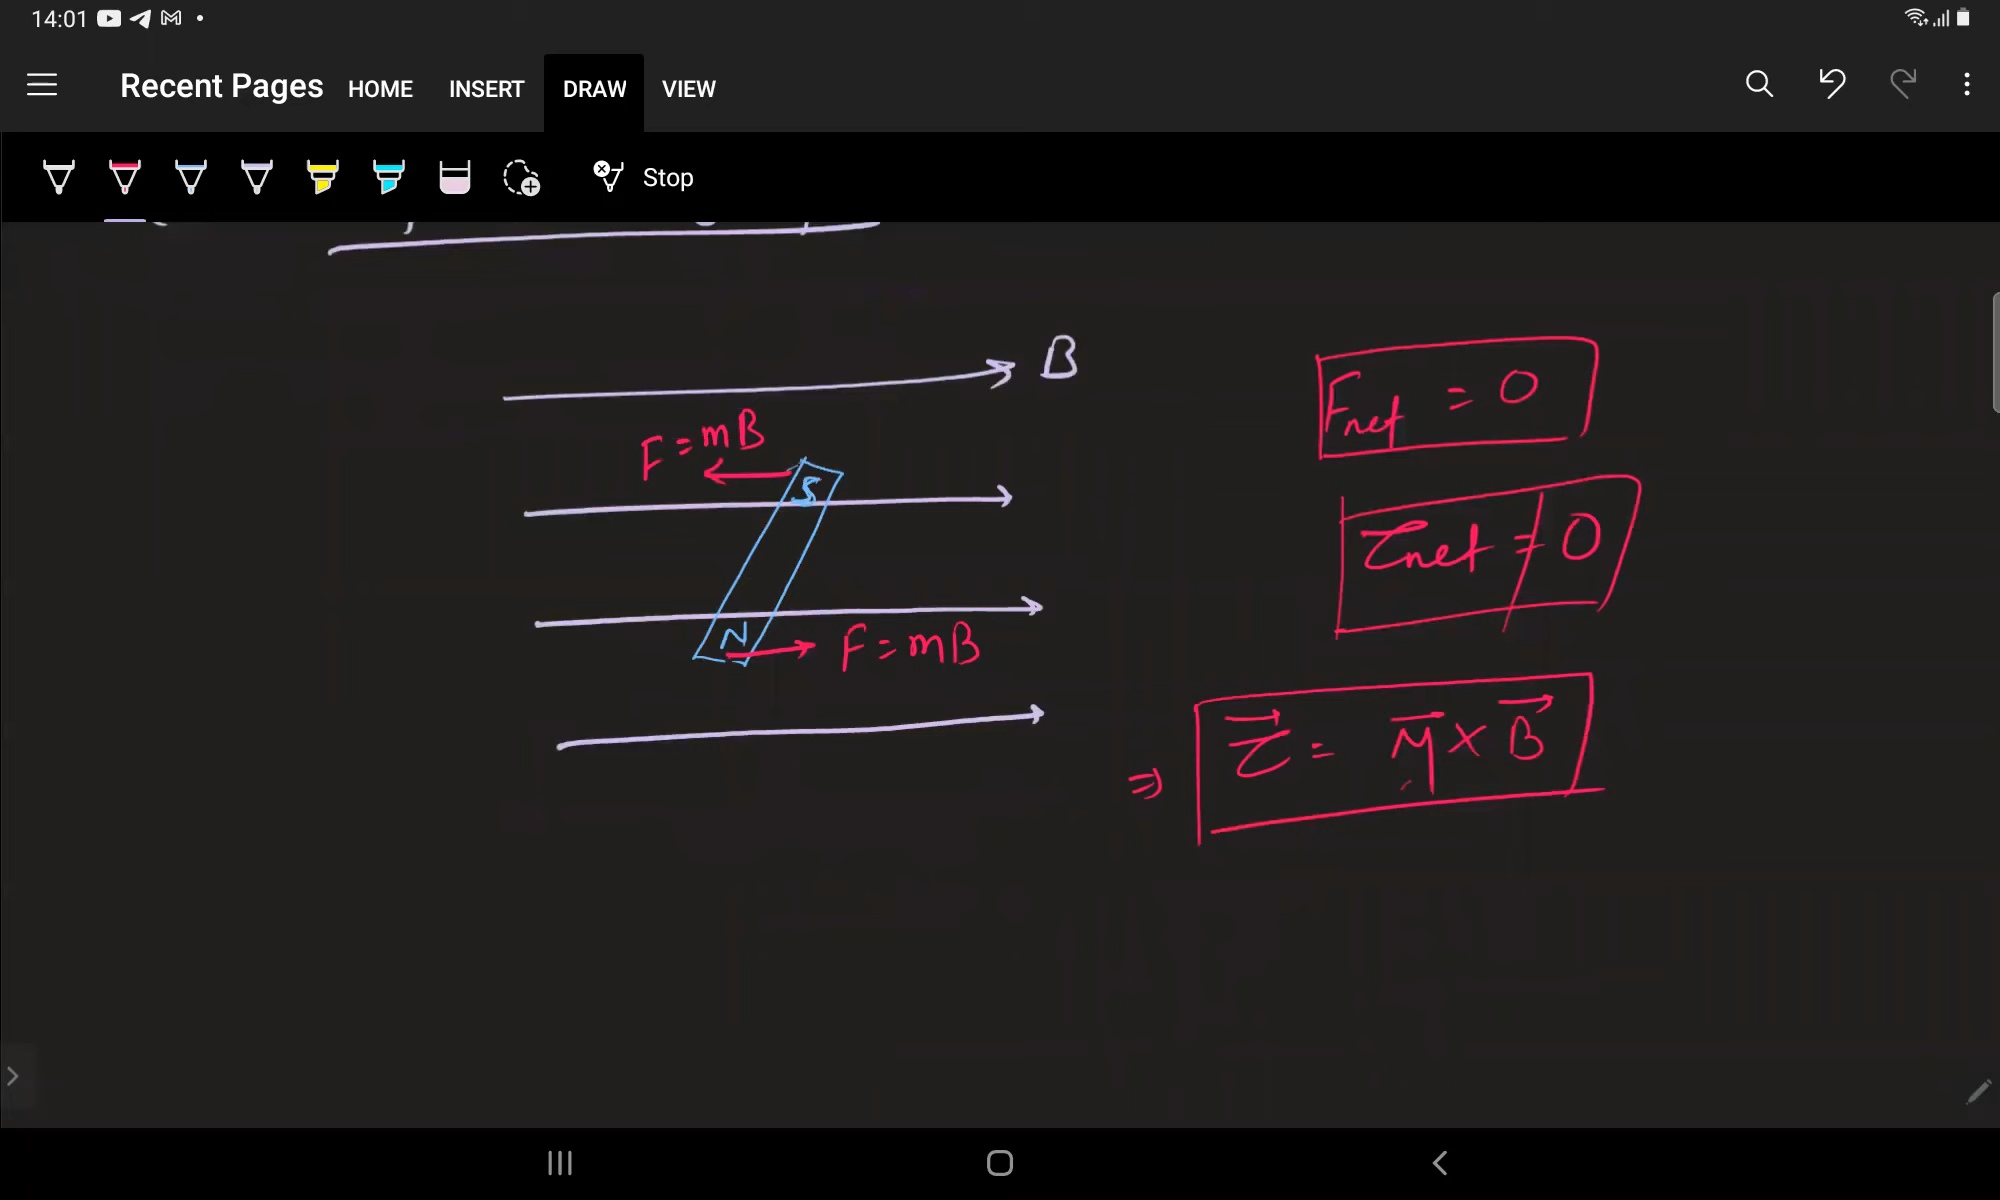 14:01
Recent Pages HOME INSERT DRAW VIEW
Stop
B
F = mB
S
N
F = mB
Fnet = 0
τnet ≠ 0
⇒ τ⃗ = M⃗ × B⃗